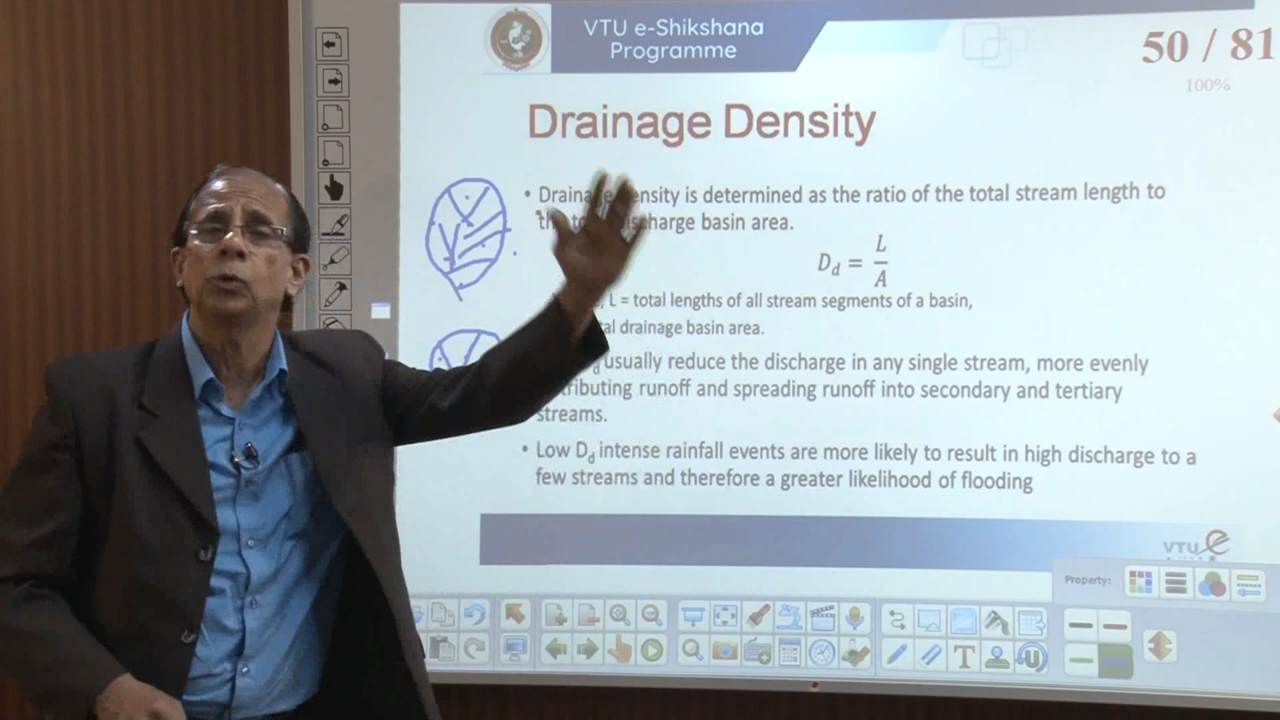 VTU e-Shikshana
Programme
50 / 81
100%
Drainage Density
• Drainage Density is determined as the ratio of the total stream length to
discharge basin area.
D_d = L / A
L = total lengths of all stream segments of a basin,
drainage basin area.
usually reduce the discharge in any single stream, more evenly
runoff and spreading runoff into secondary and tertiary
streams.
• Low D_d intense rainfall events are more likely to result in high discharge to a
few streams and therefore a greater likelihood of flooding
VTU e
Property:
T